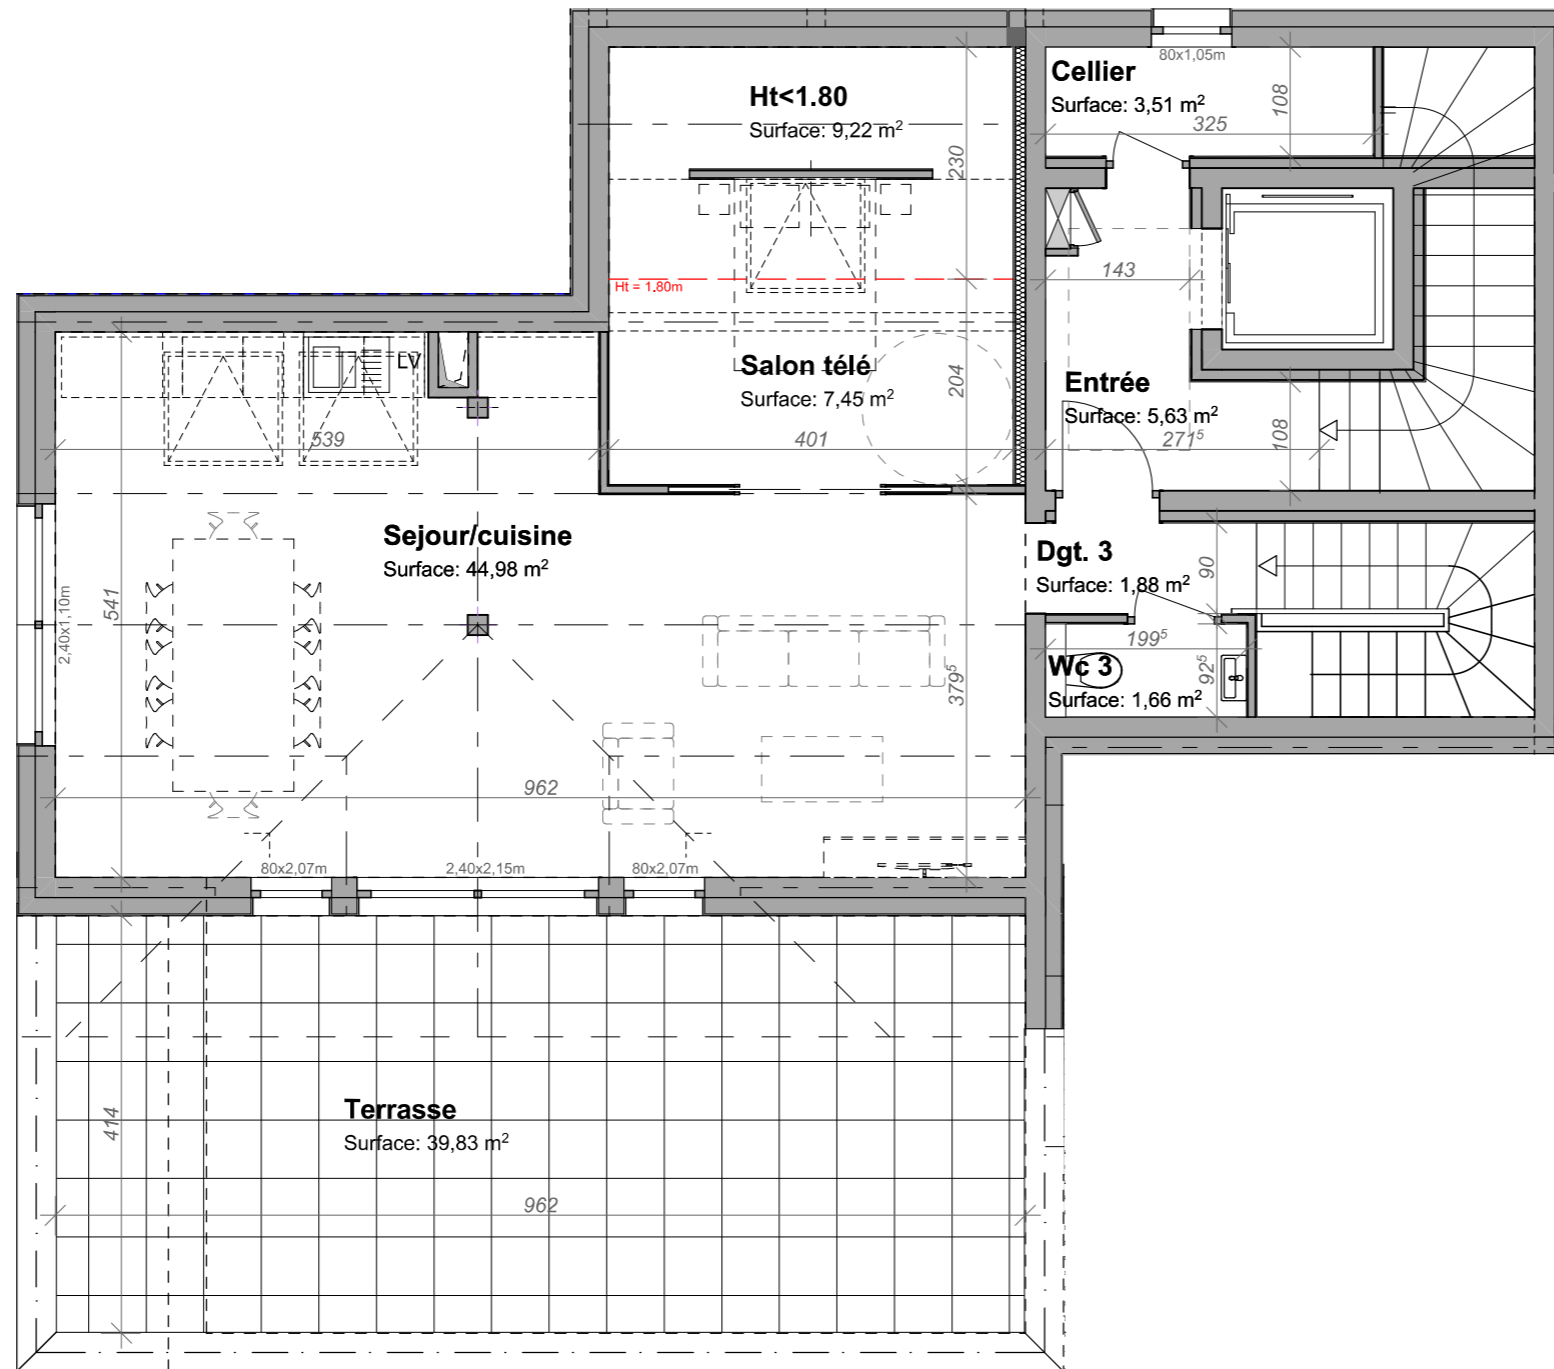 80x1,05m
Cellier
Surface: 3,51 m²
325
108
Ht<1.80
Surface: 9,22 m²
230
Ht = 1.80m
143
LV
Salon télé
Surface: 7,45 m²
204
Entrée
Surface: 5,63 m²
539
401
271⁵
108
Sejour/cuisine
Surface: 44,98 m²
Dgt. 3
Surface: 1,88 m²
90
2,40x1,10m
541
199⁵
Wc 3
Surface: 1,66 m²
92⁵
379⁵
962
80x2,07m
2,40x2,15m
80x2,07m
Terrasse
Surface: 39,83 m²
414
962